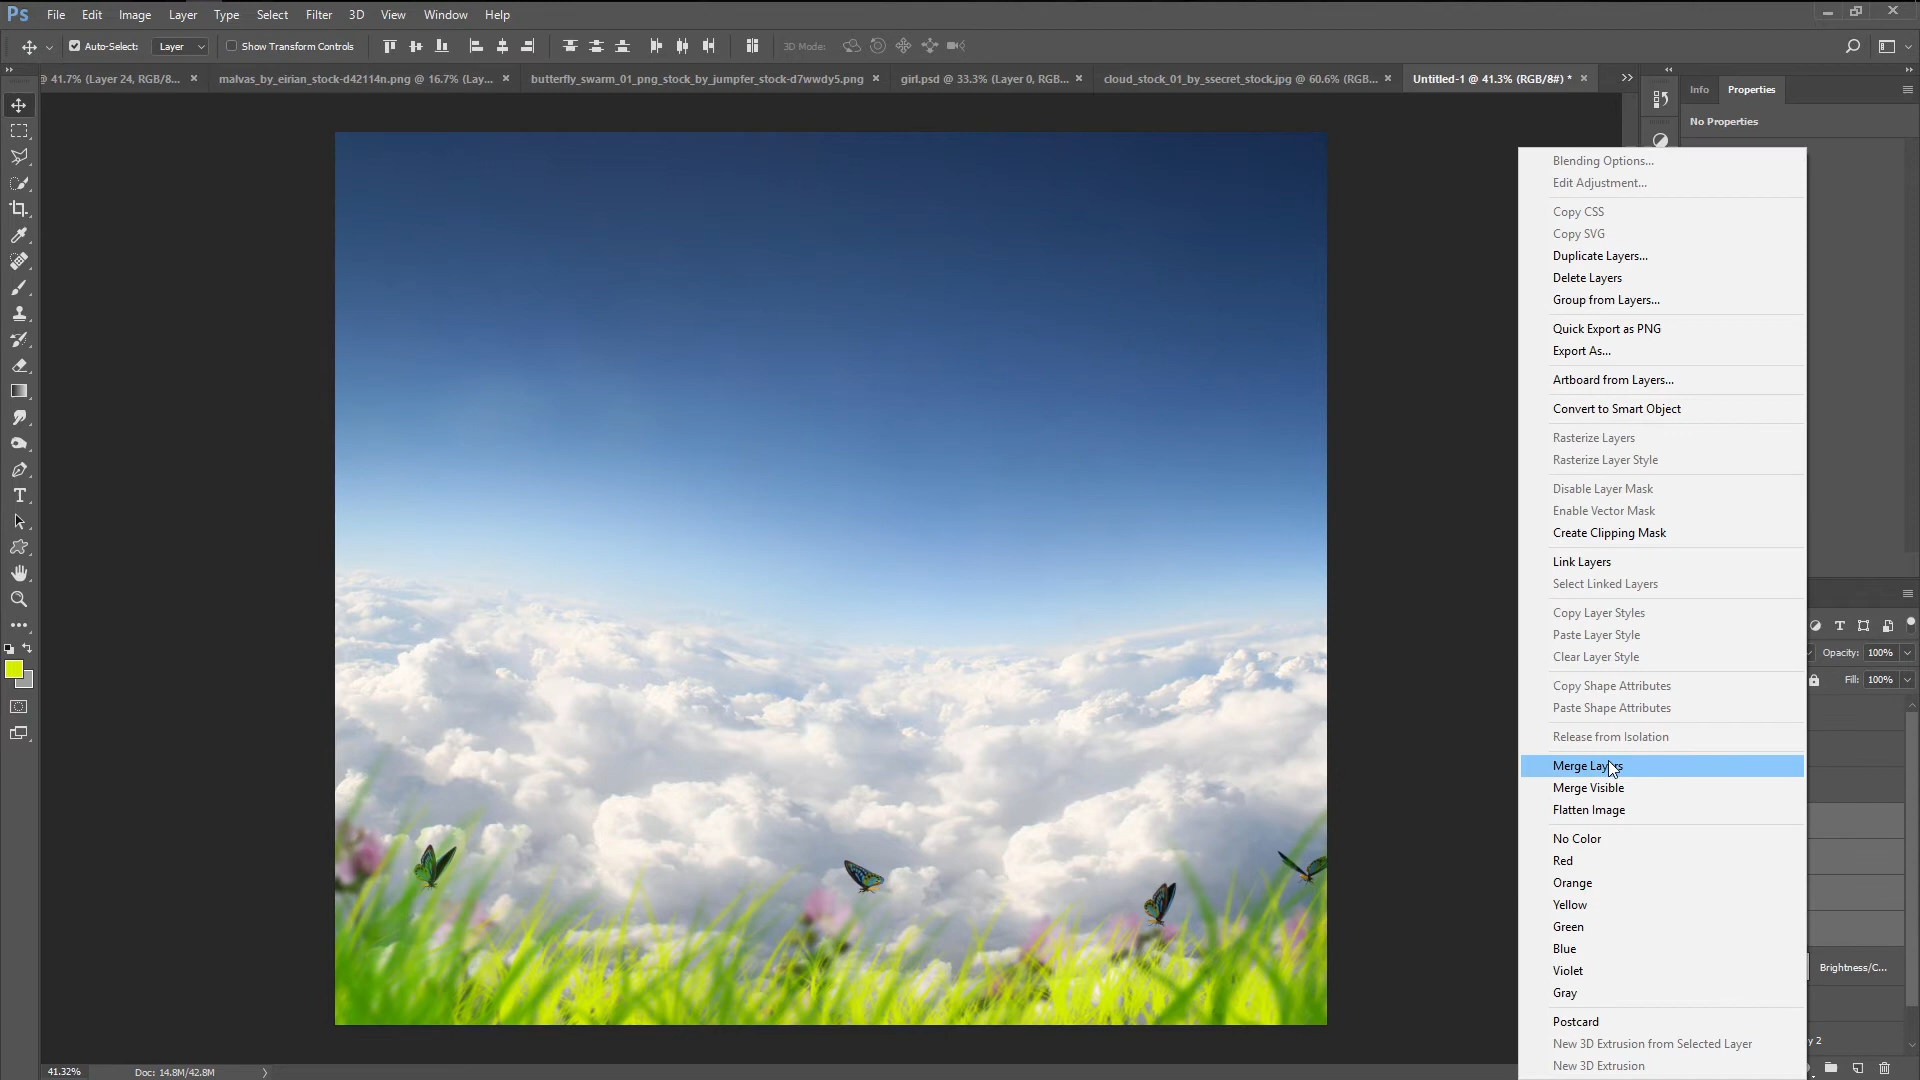 Ps File Edit Image Layer Type Select Filter 3D View Window Help
Auto-Select: Layer Show Transform Controls 3D Mode:
@ 41.7% (Layer 24, RGB/8... malvas_by_eirian_stock-d42114n.png @ 16.7% (Lay... butterfly_swarm_01_png_stock_by_jumpfer_stock-d7wwdy5.png girl.psd @ 33.3% (Layer 0, RGB... cloud_stock_01_by_ssecret_stock.jpg @ 60.6% (RGB... Untitled-1 @ 41.3% (RGB/8#) *
Info Properties
No Properties
Blending Options...
Edit Adjustment...
Copy CSS
Copy SVG
Duplicate Layers...
Delete Layers
Group from Layers...
Quick Export as PNG
Export As...
Artboard from Layers...
Convert to Smart Object
Rasterize Layers
Rasterize Layer Style
Disable Layer Mask
Enable Vector Mask
Create Clipping Mask
Link Layers
Select Linked Layers
Copy Layer Styles
Paste Layer Style
Clear Layer Style
Copy Shape Attributes
Paste Shape Attributes
Release from Isolation
Merge Layers
Merge Visible
Flatten Image
No Color
Red
Orange
Yellow
Green
Blue
Violet
Gray
Postcard
New 3D Extrusion from Selected Layer
New 3D Extrusion
Opacity: 100%
Fill: 100%
Brightness/C...
y 2
41.32% Doc: 14.8M/42.8M